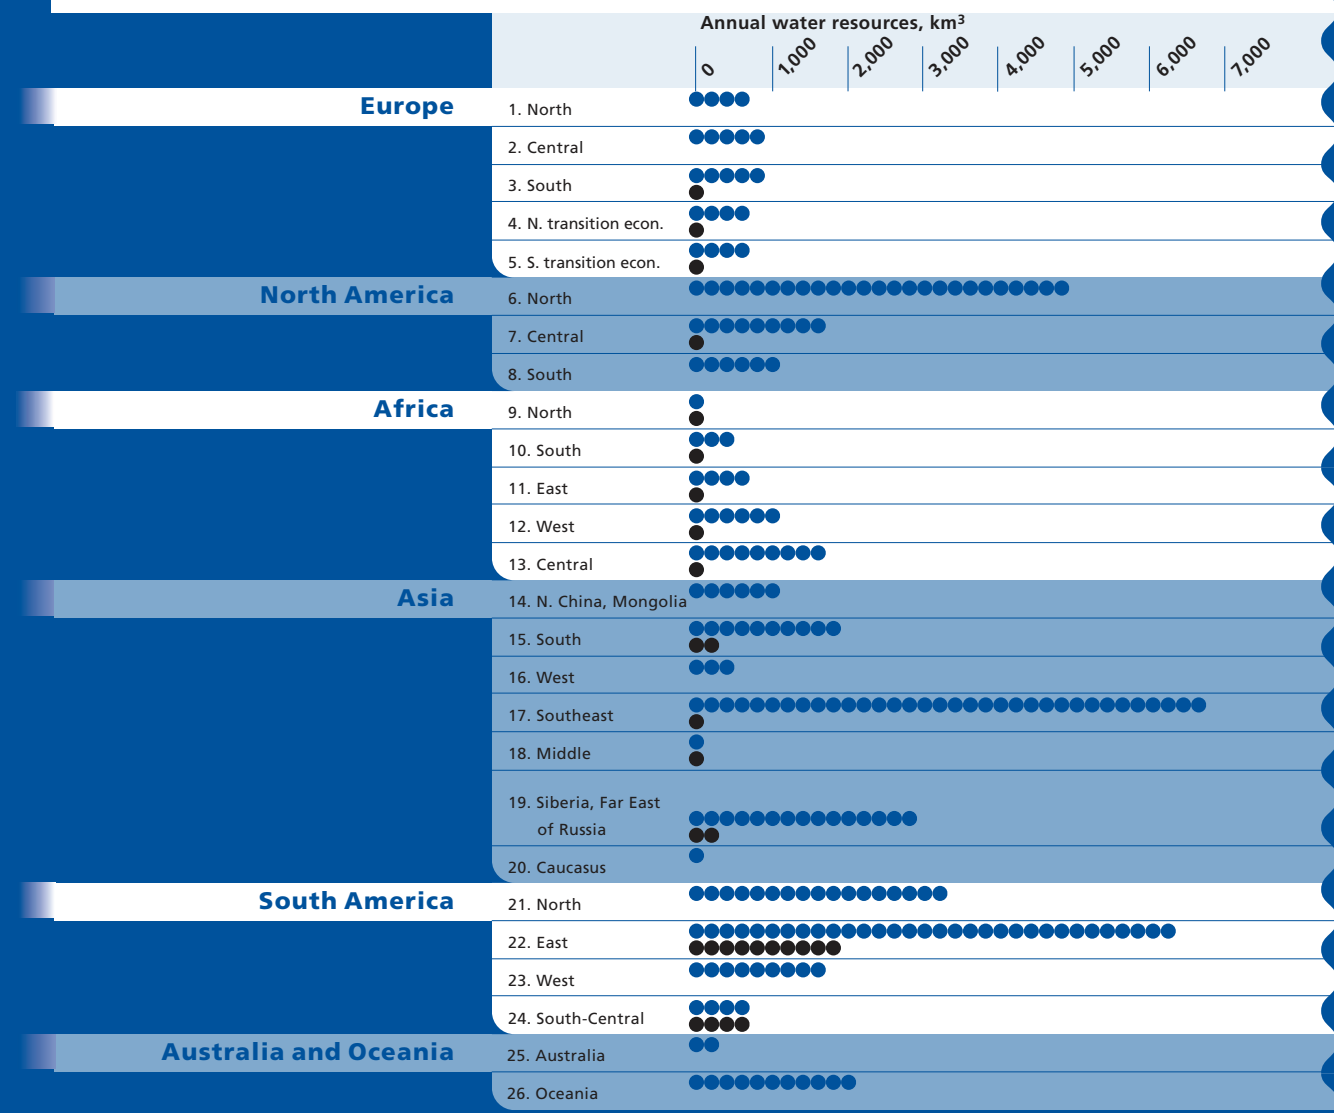 Annual water resources, km³
0 1,000 2,000 3,000 4,000 5,000 6,000 7,000
Europe
1. North
2. Central
3. South
4. N. transition econ.
5. S. transition econ.
North America
6. North
7. Central
8. South
Africa
9. North
10. South
11. East
12. West
13. Central
Asia
14. N. China, Mongolia
15. South
16. West
17. Southeast
18. Middle
19. Siberia, Far East
of Russia
20. Caucasus
South America
21. North
22. East
23. West
24. South-Central
Australia and Oceania
25. Australia
26. Oceania